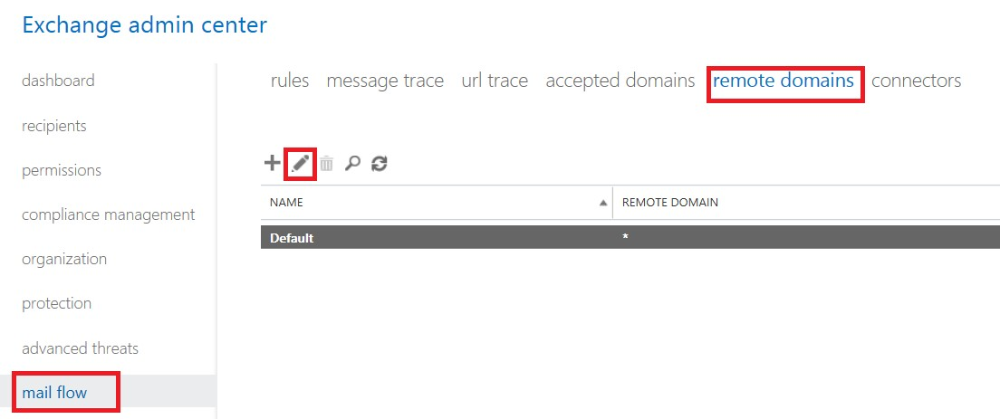 Exchange admin center
dashboard
recipients
permissions
compliance management
organization
protection
advanced threats
mail flow
rules message trace url trace accepted domains remote domains connectors
NAME REMOTE DOMAIN
Default *